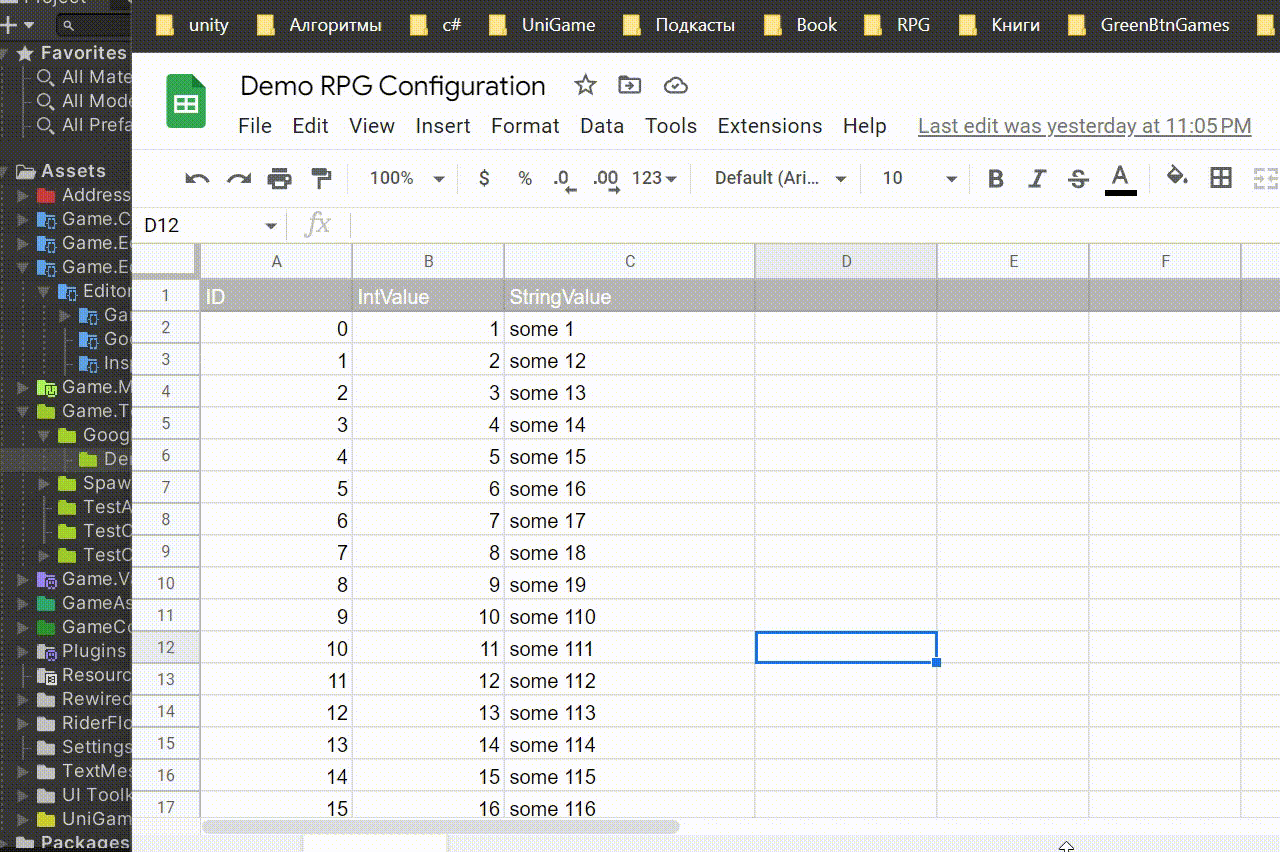 Project
Favorites
All Mate
All Mode
All Prefa
Assets
Address
Game.C
Game.E
Game.E
Editor
Ga
Go
Ins
Game.M
Game.T
Goog
De
Spaw
TestA
TestC
TestC
Game.V
GameAs
GameCo
Plugins
Resourc
Rewired
RiderFlo
Settings
TextMes
UI Toolk
UniGam
Packages
unity Алгоритмы c# UniGame Подкасты Book RPG Книги GreenBtnGames
Demo RPG Configuration
File Edit View Insert Format Data Tools Extensions Help Last edit was yesterday at 11:05 PM
100% $ % .0 .00 123 Default (Ari... 10 B I S A
D12 fx
A B C D E F
1 ID IntValue StringValue
2 0 1 some 1
3 1 2 some 12
4 2 3 some 13
5 3 4 some 14
6 4 5 some 15
7 5 6 some 16
8 6 7 some 17
9 7 8 some 18
10 8 9 some 19
11 9 10 some 110
12 10 11 some 111
13 11 12 some 112
14 12 13 some 113
15 13 14 some 114
16 14 15 some 115
17 15 16 some 116